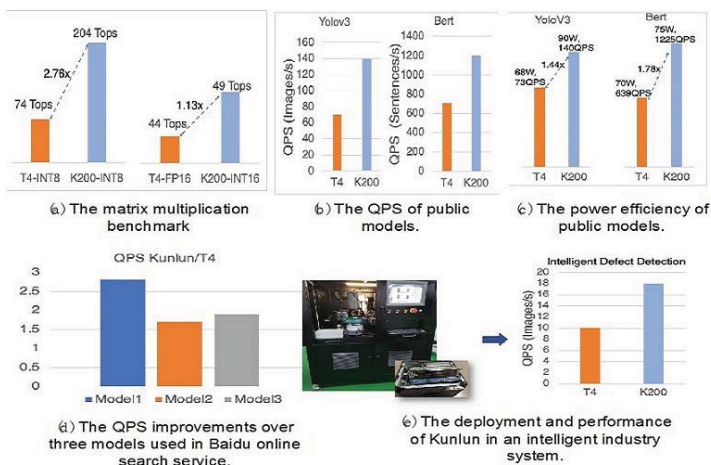 204 Tops
2.76x
74 Tops
49 Tops
1.13x
44 Tops
T4-INT8 K200-INT8 T4-FP16 K200-INT16
(a) The matrix multiplication
benchmark
Yolov3
QPS (Images/s)
160
140
120
100
80
60
40
20
0
T4 K200
Bert
QPS (Sentences/s)
1400
1200
1000
800
600
400
200
0
T4 K200
(b) The QPS of public
models.
YoloV3
90W,
140QPS
1.44x
68W,
73QPS
T4 K200
Bert
75W,
1225QPS
1.78x
70W,
639QPS
T4 K200
(c) The power efficiency of
public models.
QPS Kunlun/T4
3
2.5
2
1.5
1
0.5
0
Model1 Model2 Model3
(d) The QPS improvements over
three models used in Baidu online
search service.
Intelligent Defect Detection
QPS (Images/s)
20
18
16
14
12
10
8
6
4
2
0
T4 K200
(e) The deployment and performance
of Kunlun in an intelligent industry
system.